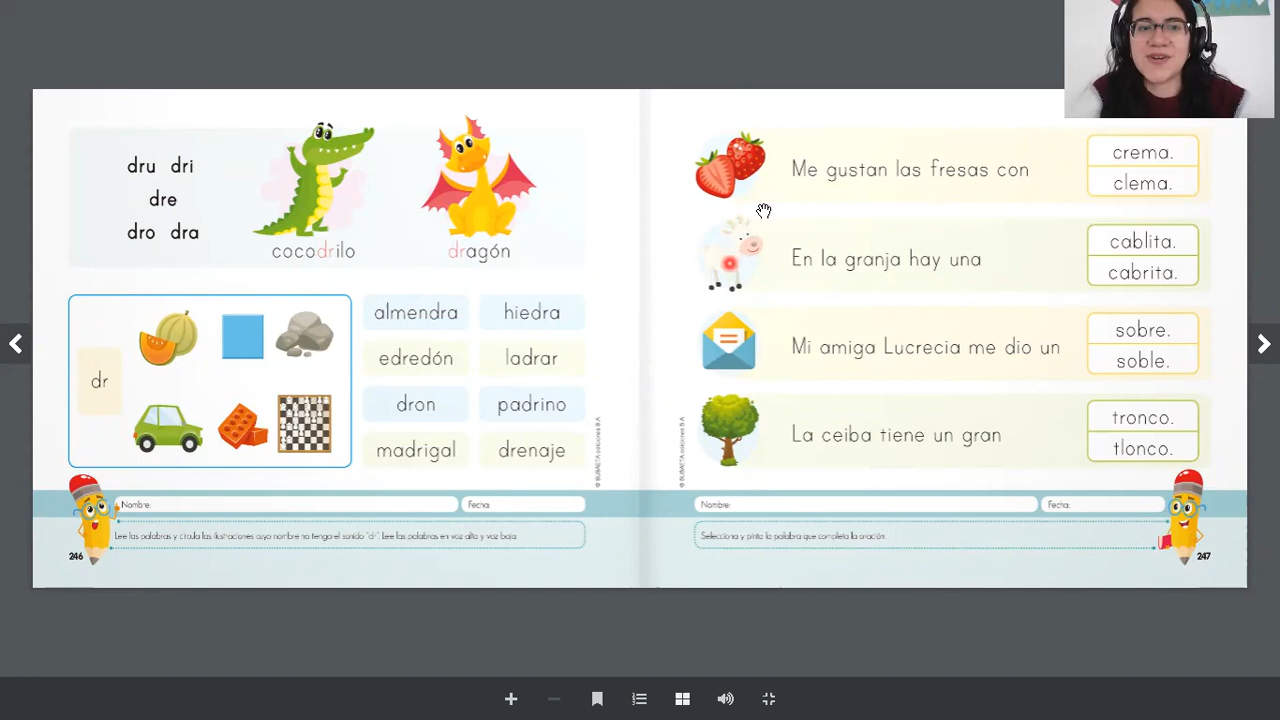 dru dri
dre
dro dra
cocodrilo
dragón
dr
almendra
hiedra
edredón
ladrar
dron
padrino
madrigal
drenaje
© BUBAETA ediciones B.A
Nombre:
Fecha:
Lee las palabras y circula las ilustraciones cuyo nombre no tenga el sonido "dr". Lee las palabras en voz alta y voz baja.
246
Me gustan las fresas con
crema.
clema.
En la granja hay una
cablita.
cabrita.
Mi amiga Lucrecia me dio un
sobre.
soble.
La ceiba tiene un gran
tronco.
tlonco.
© BUBAETA ediciones B.A
Nombre:
Fecha:
Selecciona y pinta la palabra que completa la oración.
247